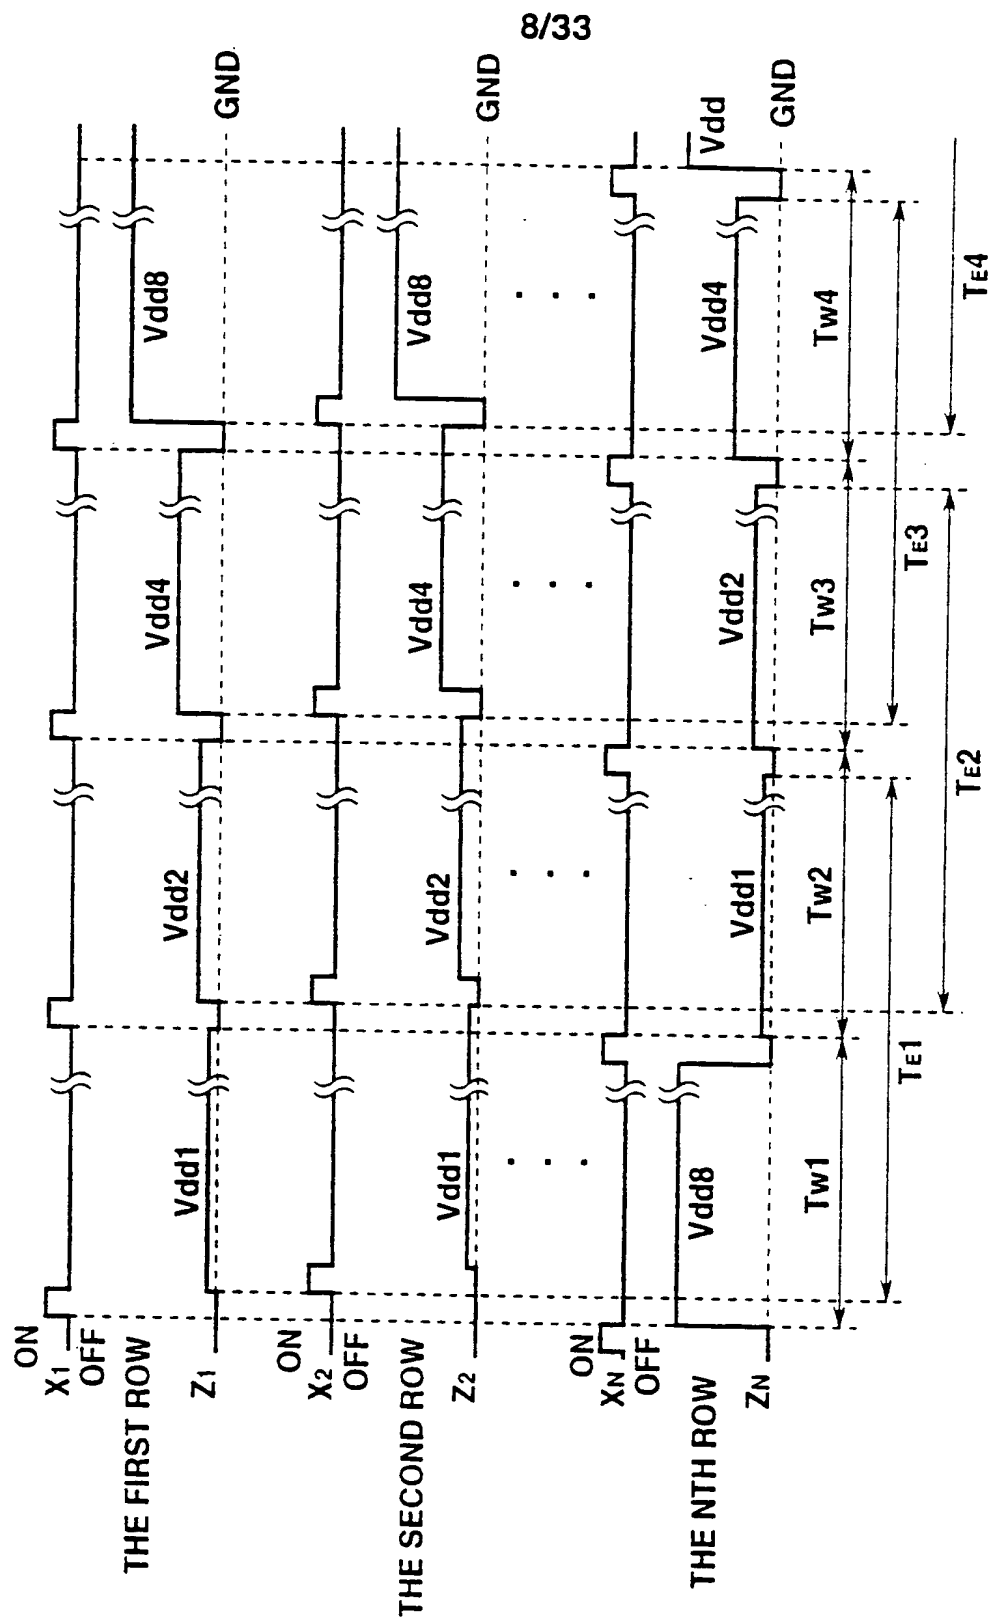 8/33
ON
X1
OFF
THE FIRST ROW
Z1
Vdd1
Vdd2
Vdd4
Vdd8
GND
ON
X2
OFF
THE SECOND ROW
Z2
Vdd1
Vdd2
Vdd4
Vdd8
GND
. . .
. . .
. . .
. . .
ON
XN
OFF
THE NTH ROW
ZN
Vdd8
Vdd1
Vdd2
Vdd4
Vdd
GND
Tw1
Tw2
Tw3
Tw4
TE1
TE2
TE3
TE4